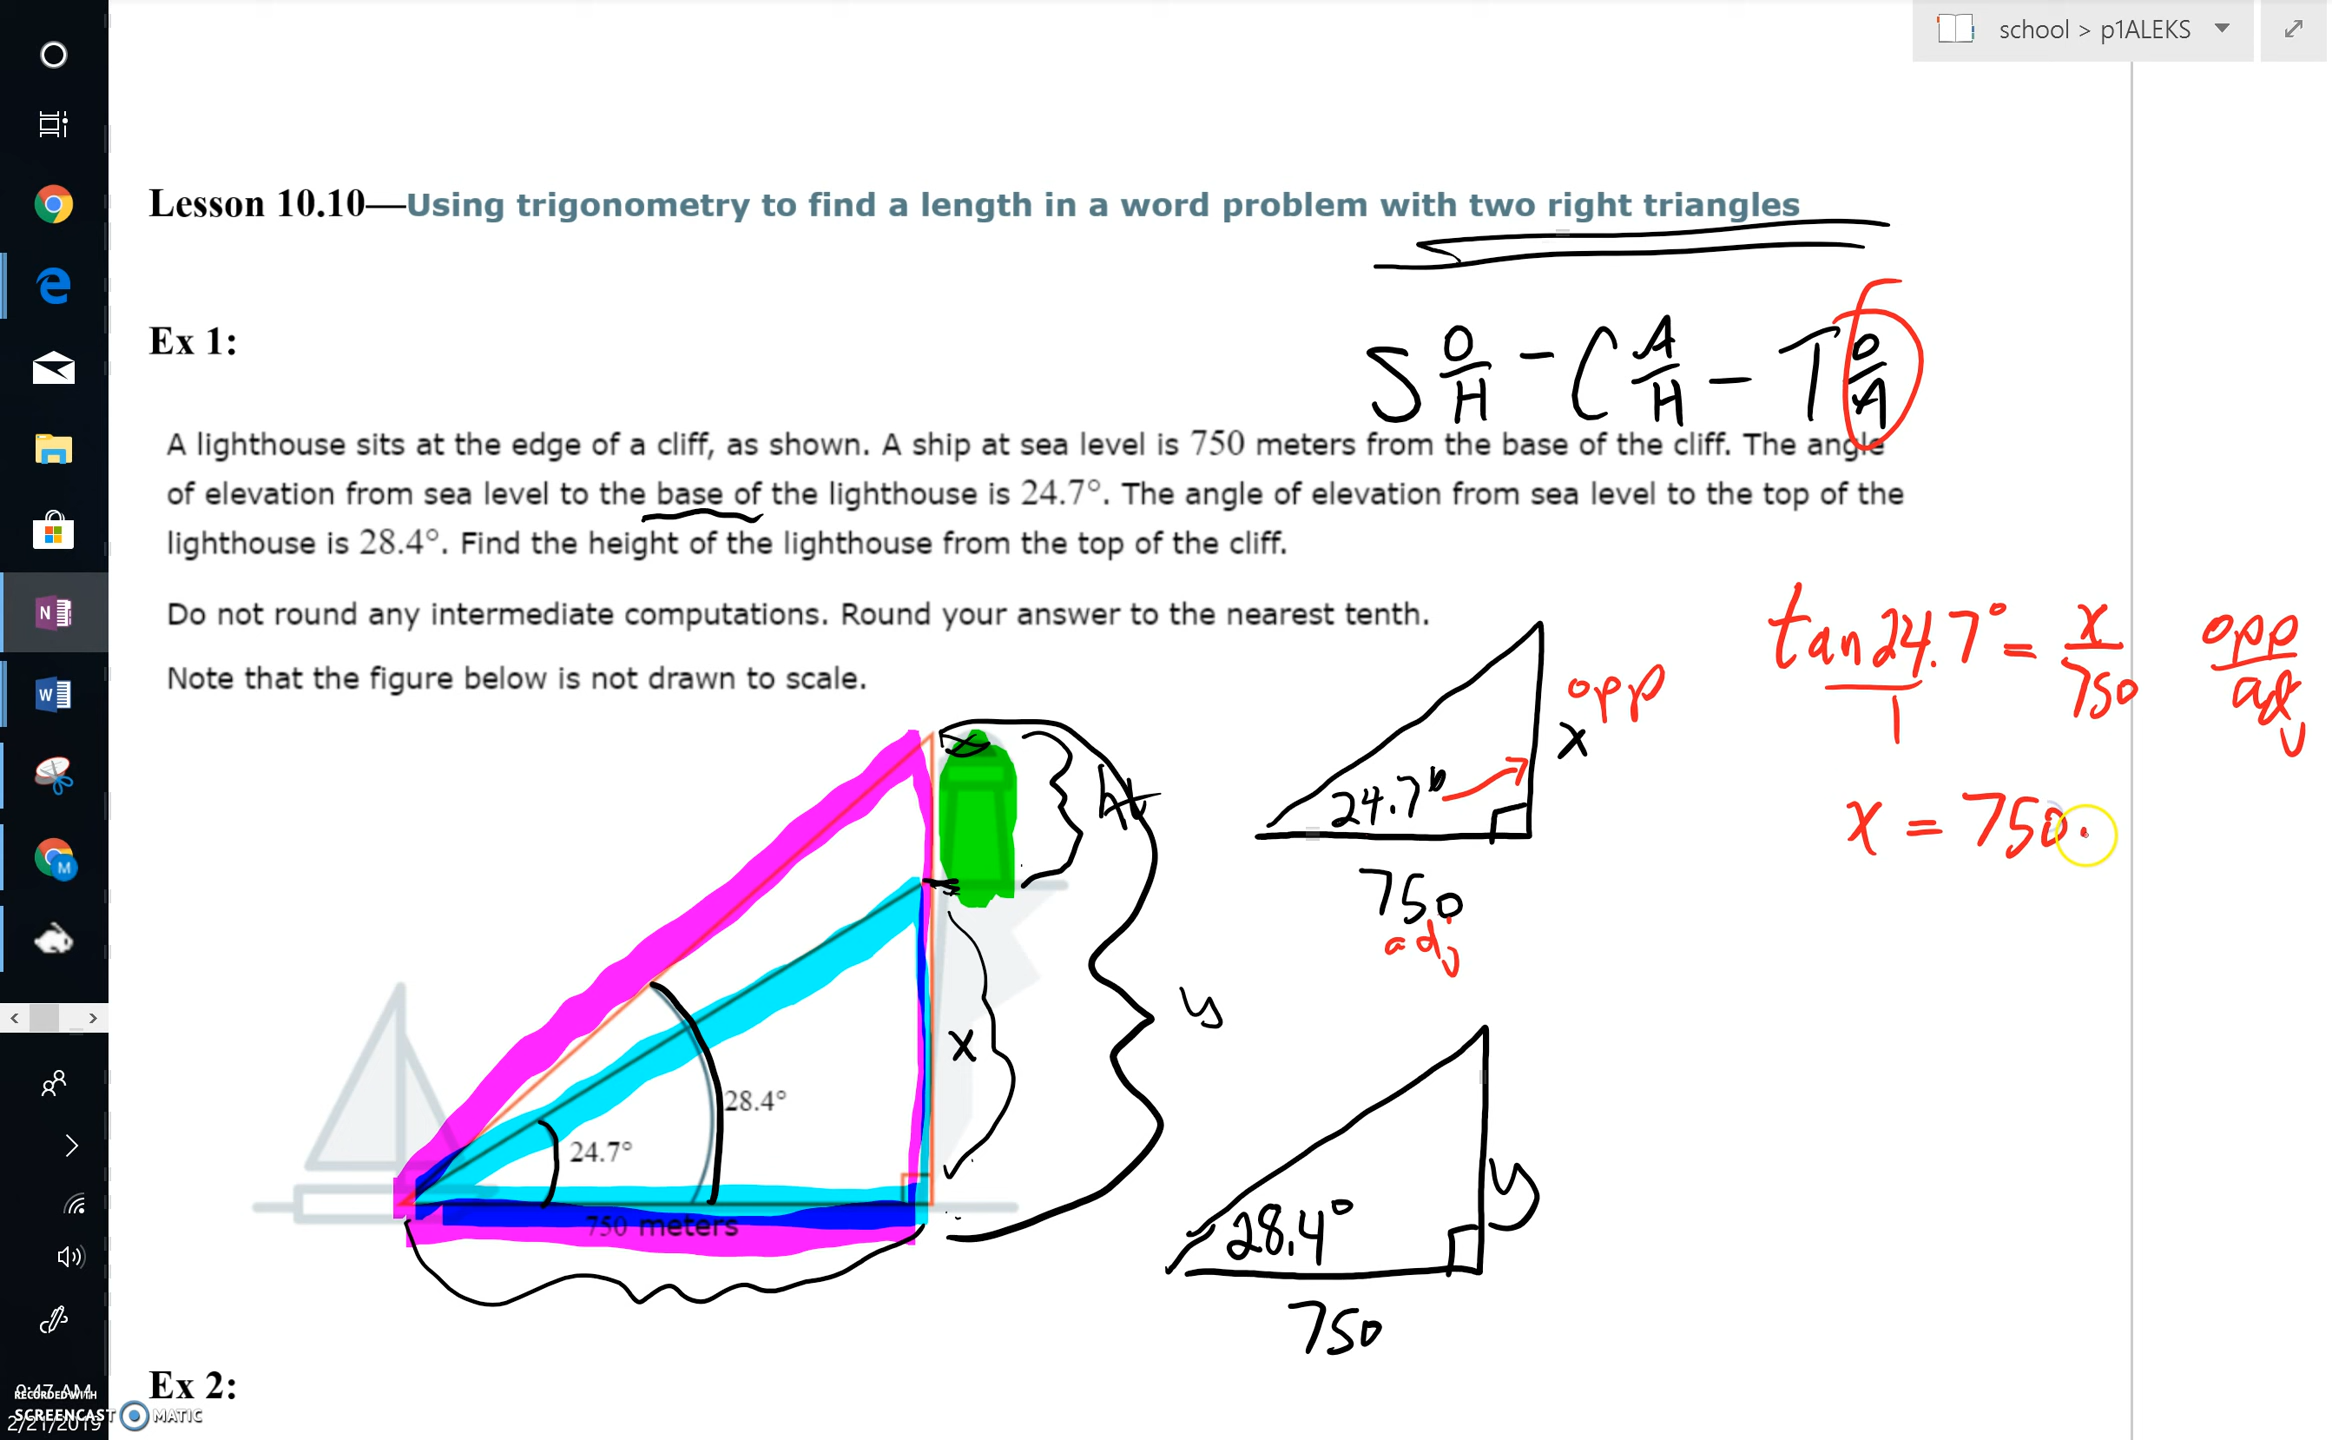 school > p1ALEKS
Lesson 10.10—Using trigonometry to find a length in a word problem with two right triangles
Ex 1:
S O/H - C A/H - T O/A
A lighthouse sits at the edge of a cliff, as shown. A ship at sea level is 750 meters from the base of the cliff. The angle
of elevation from sea level to the base of the lighthouse is 24.7°. The angle of elevation from sea level to the top of the
lighthouse is 28.4°. Find the height of the lighthouse from the top of the cliff.
Do not round any intermediate computations. Round your answer to the nearest tenth.
Note that the figure below is not drawn to scale.
tan 24.7° = x/750 opp/adj
1
x = 750·
opp
x
24.7°
750
adj
y
x
28.4°
24.7°
750 meters
28.4°
y
750
Ex 2:
9:47 AM
RECORDED WITH
SCREENCAST MATIC
2/21/2019
N
W
M